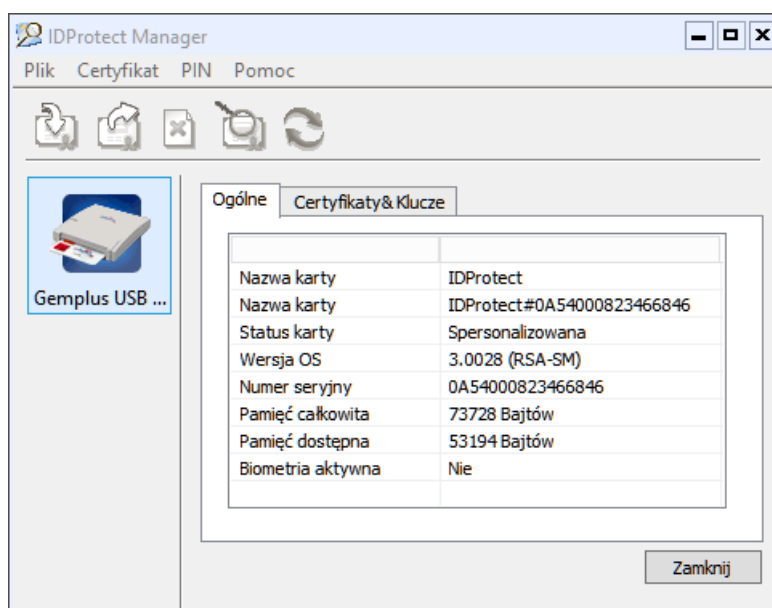 IDProtect Manager
Plik Certyfikat PIN Pomoc
Ogólne Certyfikaty& Klucze
Gemplus USB ...
Nazwa karty IDProtect
Nazwa karty IDProtect#0A54000823466846
Status karty Spersonalizowana
Wersja OS 3.0028 (RSA-SM)
Numer seryjny 0A54000823466846
Pamięć całkowita 73728 Bajtów
Pamięć dostępna 53194 Bajtów
Biometria aktywna Nie
Zamknij